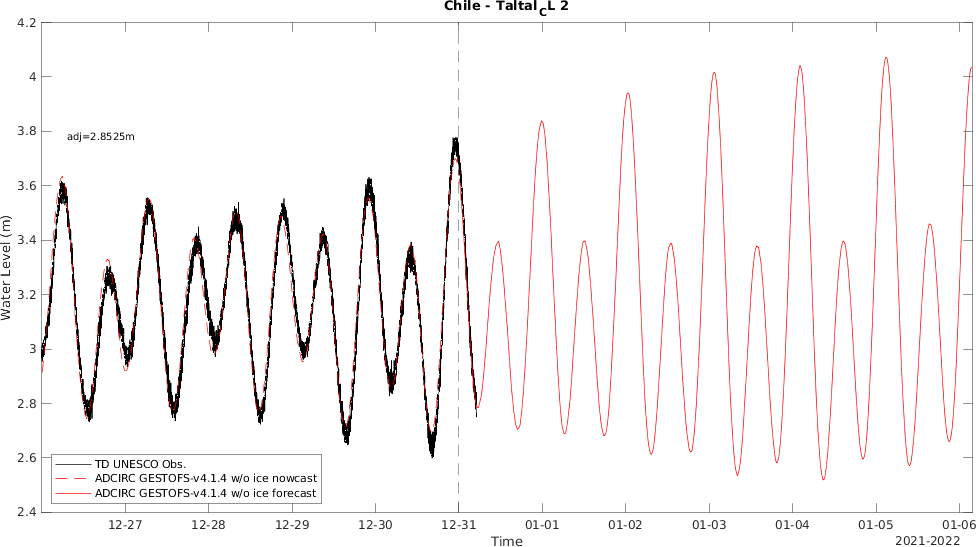 Chile - Taltal_CL 2
4.2
4
3.8
3.6
3.4
3.2
3
2.8
2.6
2.4
Water Level (m)
adj=2.8525m
TD UNESCO Obs.
ADCIRC GESTOFS-v4.1.4 w/o ice nowcast
ADCIRC GESTOFS-v4.1.4 w/o ice forecast
12-27 12-28 12-29 12-30 12-31 01-01 01-02 01-03 01-04 01-05 01-06
Time
2021-2022